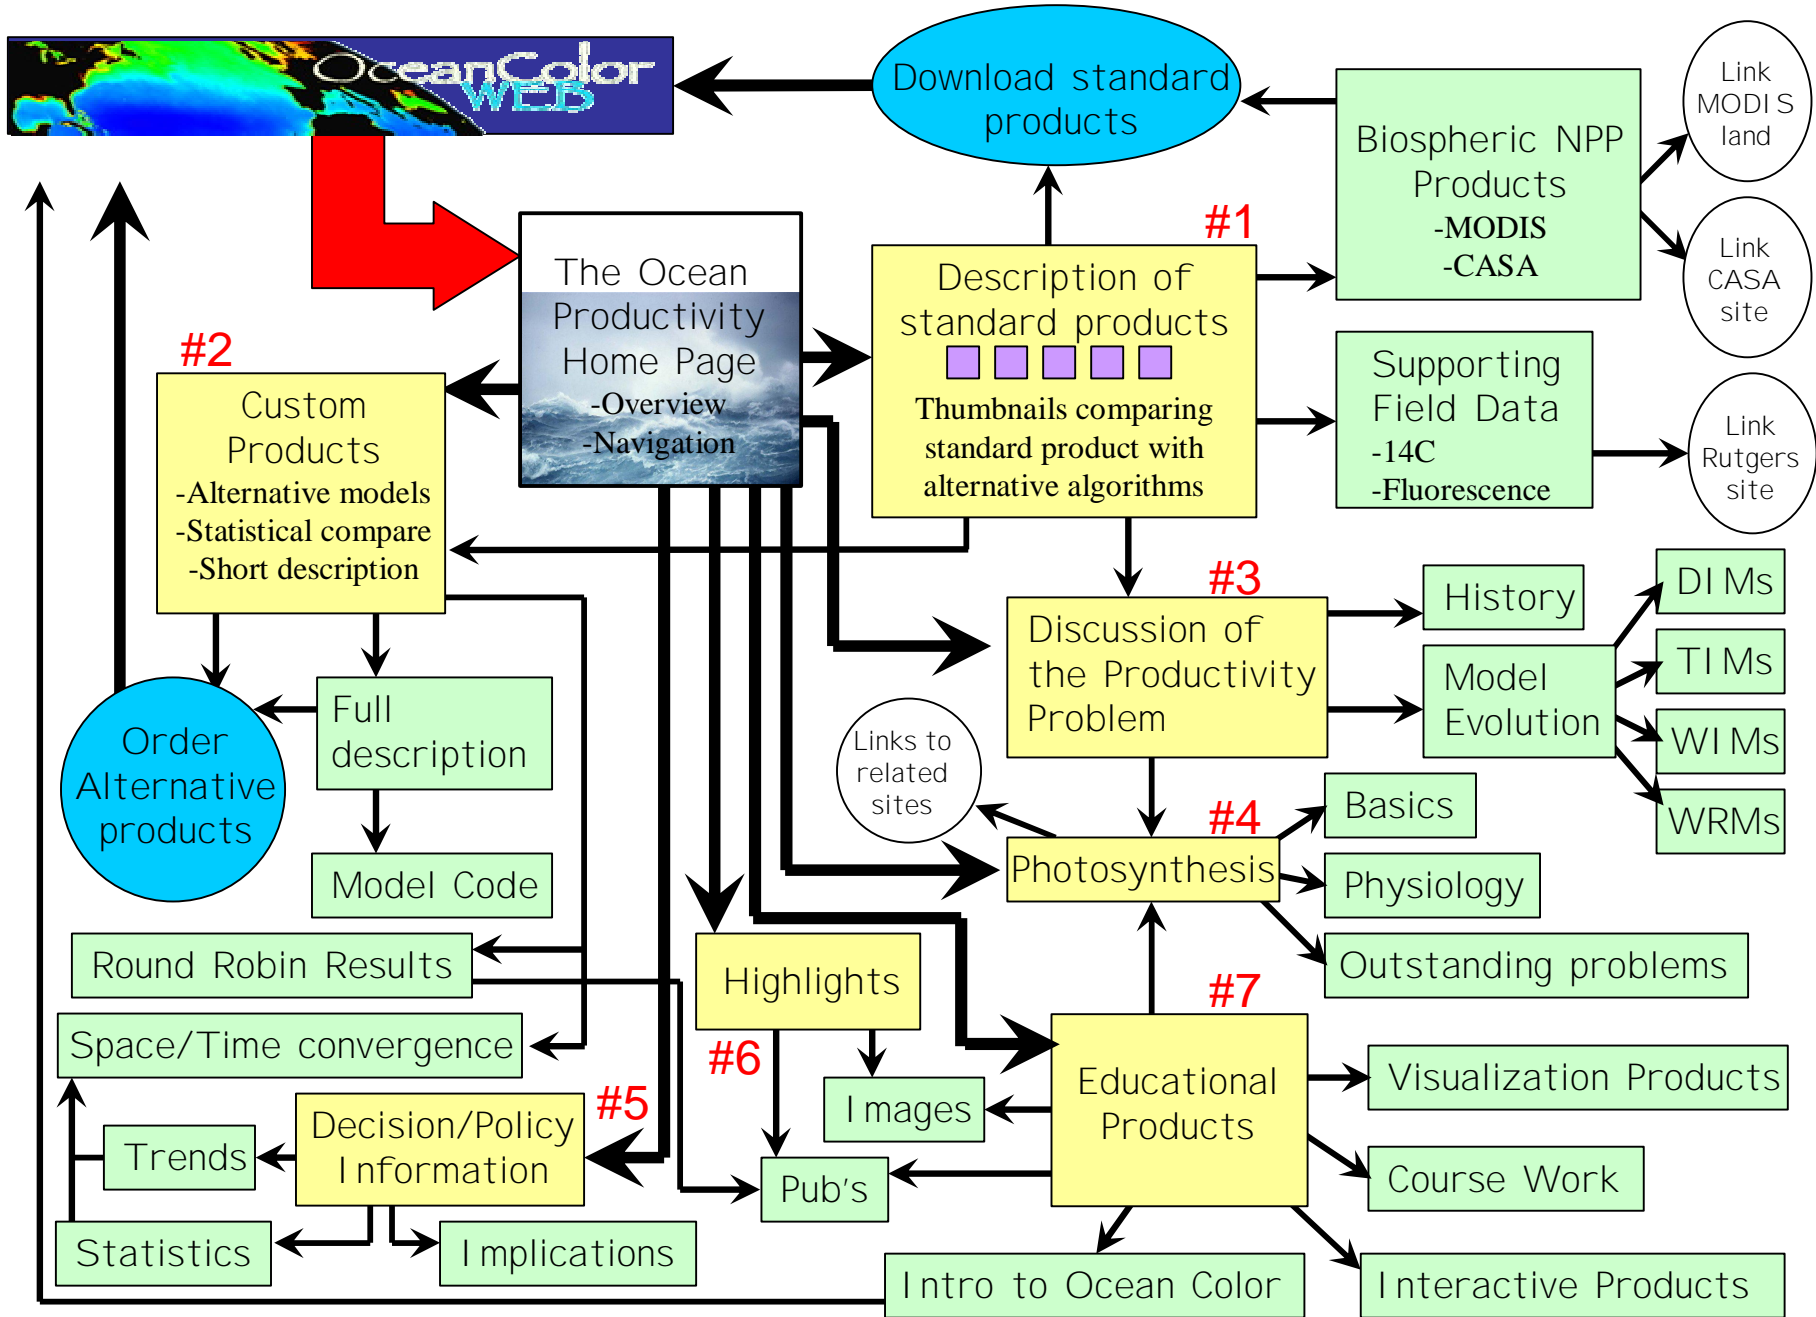 OceanColor
WEB
Download standard
products
Link
MODIS
land
Biospheric NPP
Products
-MODIS
-CASA
Link
CASA
site
#1
Description of
standard products
Thumbnails comparing
standard product with
alternative algorithms
The Ocean
Productivity
Home Page
-Overview
-Navigation
#2
Custom
Products
-Alternative models
-Statistical compare
-Short description
Supporting
Field Data
-14C
-Fluorescence
Link
Rutgers
site
#3
Discussion of
the Productivity
Problem
History
Model
Evolution
DIMs
TIMs
WIMs
WRMs
Order
Alternative
products
Full
description
Model Code
Links to
related
sites
#4
Photosynthesis
Basics
Physiology
Outstanding problems
Round Robin Results
Space/Time convergence
Highlights
#6
Images
Pub's
#7
Educational
Products
Visualization Products
Course Work
Interactive Products
Intro to Ocean Color
#5
Decision/Policy
Information
Trends
Statistics
Implications